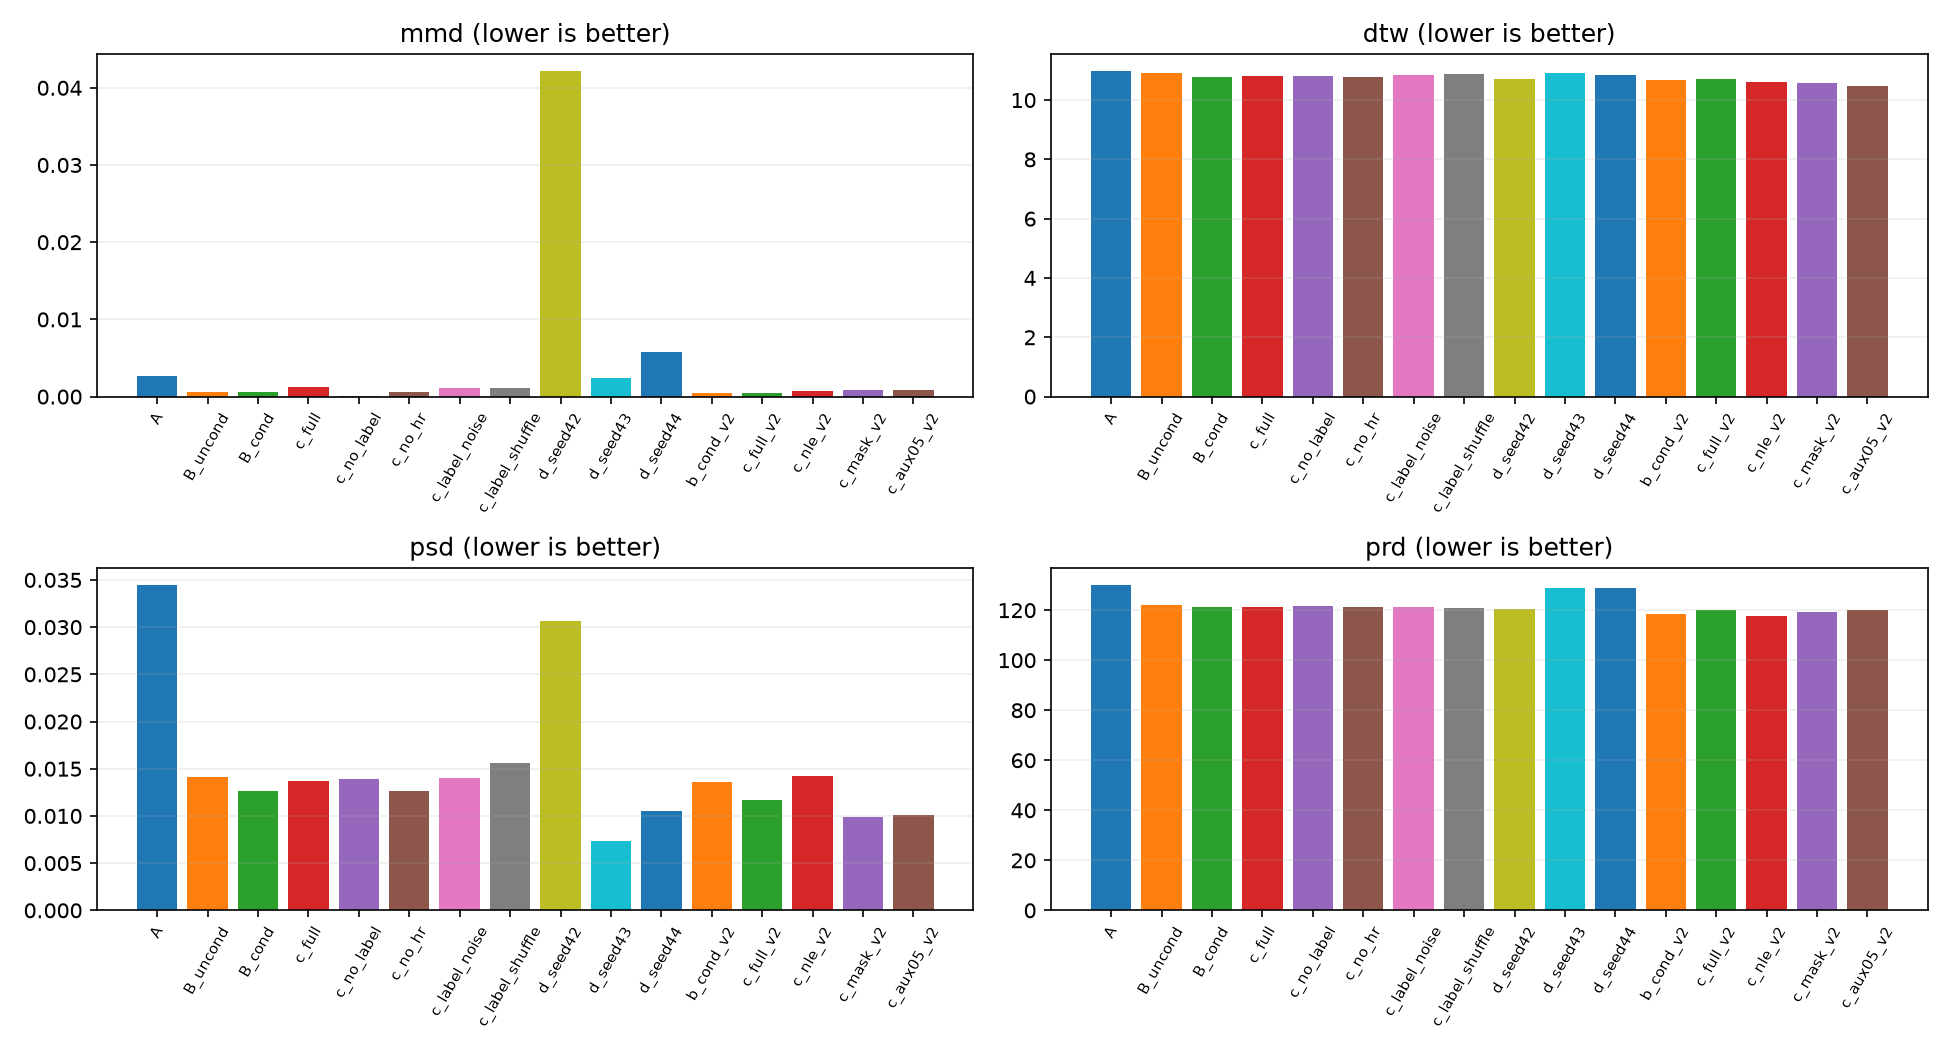 mmd (lower is better)
0.04
0.03
0.02
0.01
0.00
A
B_uncond
B_cond
c_full
c_no_label
c_no_hr
c_label_noise
c_label_shuffle
d_seed42
d_seed43
d_seed44
b_cond_v2
c_full_v2
c_nle_v2
c_mask_v2
c_aux05_v2
dtw (lower is better)
10
8
6
4
2
0
A
B_uncond
B_cond
c_full
c_no_label
c_no_hr
c_label_noise
c_label_shuffle
d_seed42
d_seed43
d_seed44
b_cond_v2
c_full_v2
c_nle_v2
c_mask_v2
c_aux05_v2
psd (lower is better)
0.035
0.030
0.025
0.020
0.015
0.010
0.005
0.000
A
B_uncond
B_cond
c_full
c_no_label
c_no_hr
c_label_noise
c_label_shuffle
d_seed42
d_seed43
d_seed44
b_cond_v2
c_full_v2
c_nle_v2
c_mask_v2
c_aux05_v2
prd (lower is better)
120
100
80
60
40
20
0
A
B_uncond
B_cond
c_full
c_no_label
c_no_hr
c_label_noise
c_label_shuffle
d_seed42
d_seed43
d_seed44
b_cond_v2
c_full_v2
c_nle_v2
c_mask_v2
c_aux05_v2